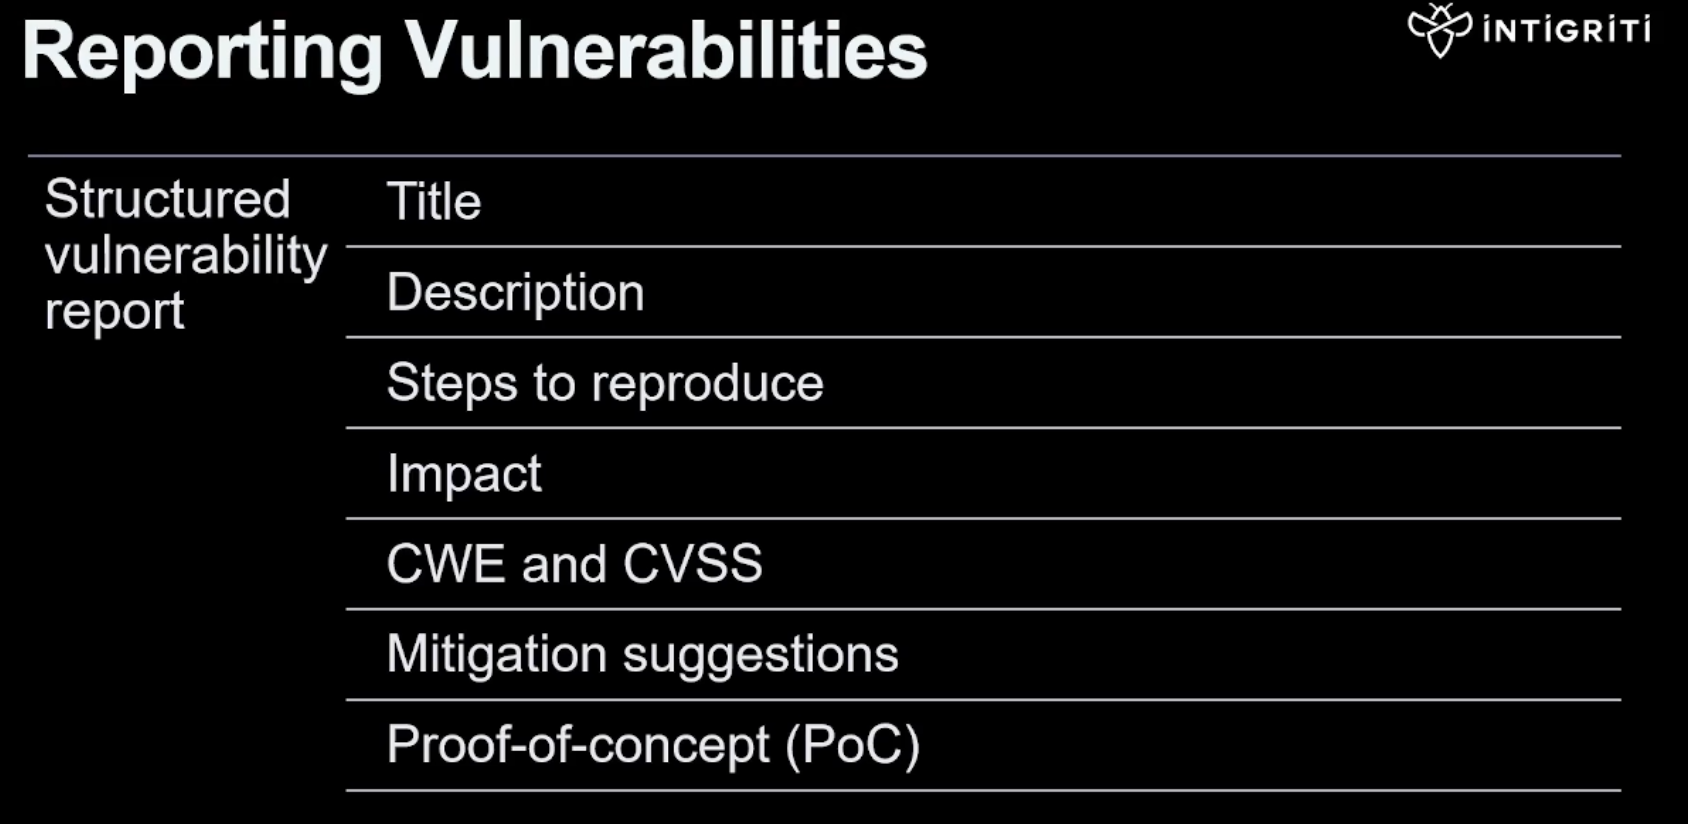 Reporting Vulnerabilities
INTIGRITI
Structured
vulnerability
report
Title
Description
Steps to reproduce
Impact
CWE and CVSS
Mitigation suggestions
Proof-of-concept (PoC)